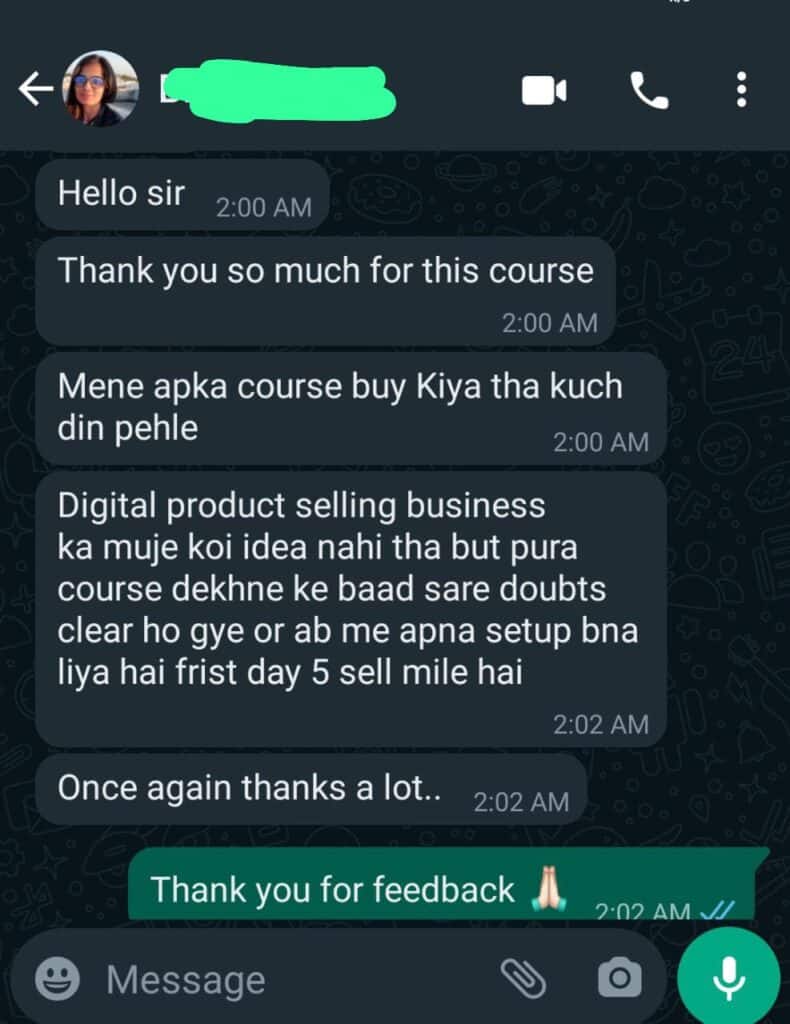 Hello sir
2:00 AM
Thank you so much for this course
2:00 AM
Mene apka course buy Kiya tha kuch
din pehle
2:00 AM
Digital product selling business
ka muje koi idea nahi tha but pura
course dekhne ke baad sare doubts
clear ho gye or ab me apna setup bna
liya hai frist day 5 sell mile hai
2:02 AM
Once again thanks a lot..
2:02 AM
Thank you for feedback 🙏🏻
2:02 AM
Message